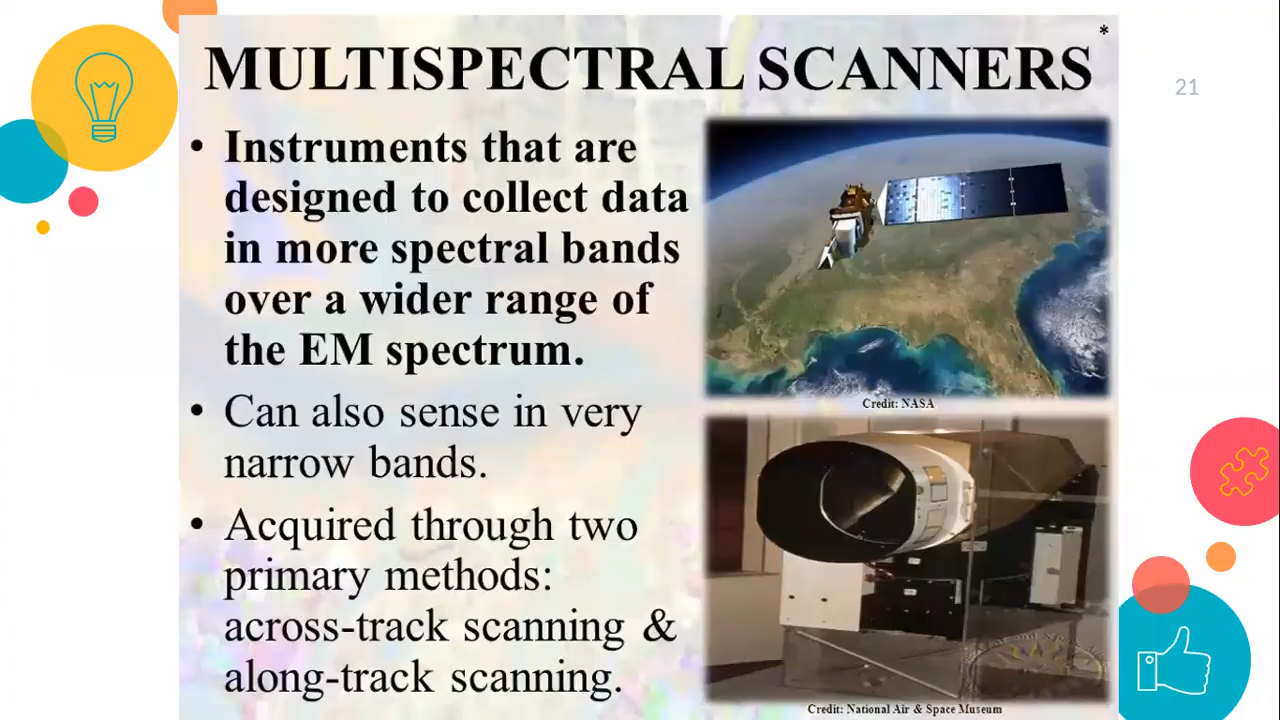 *
MULTISPECTRAL SCANNERS
21
• Instruments that are
designed to collect data
in more spectral bands
over a wider range of
the EM spectrum.
• Can also sense in very
narrow bands.
• Acquired through two
primary methods:
across-track scanning &
along-track scanning.
Credit: NASA
Credit: National Air & Space Museum